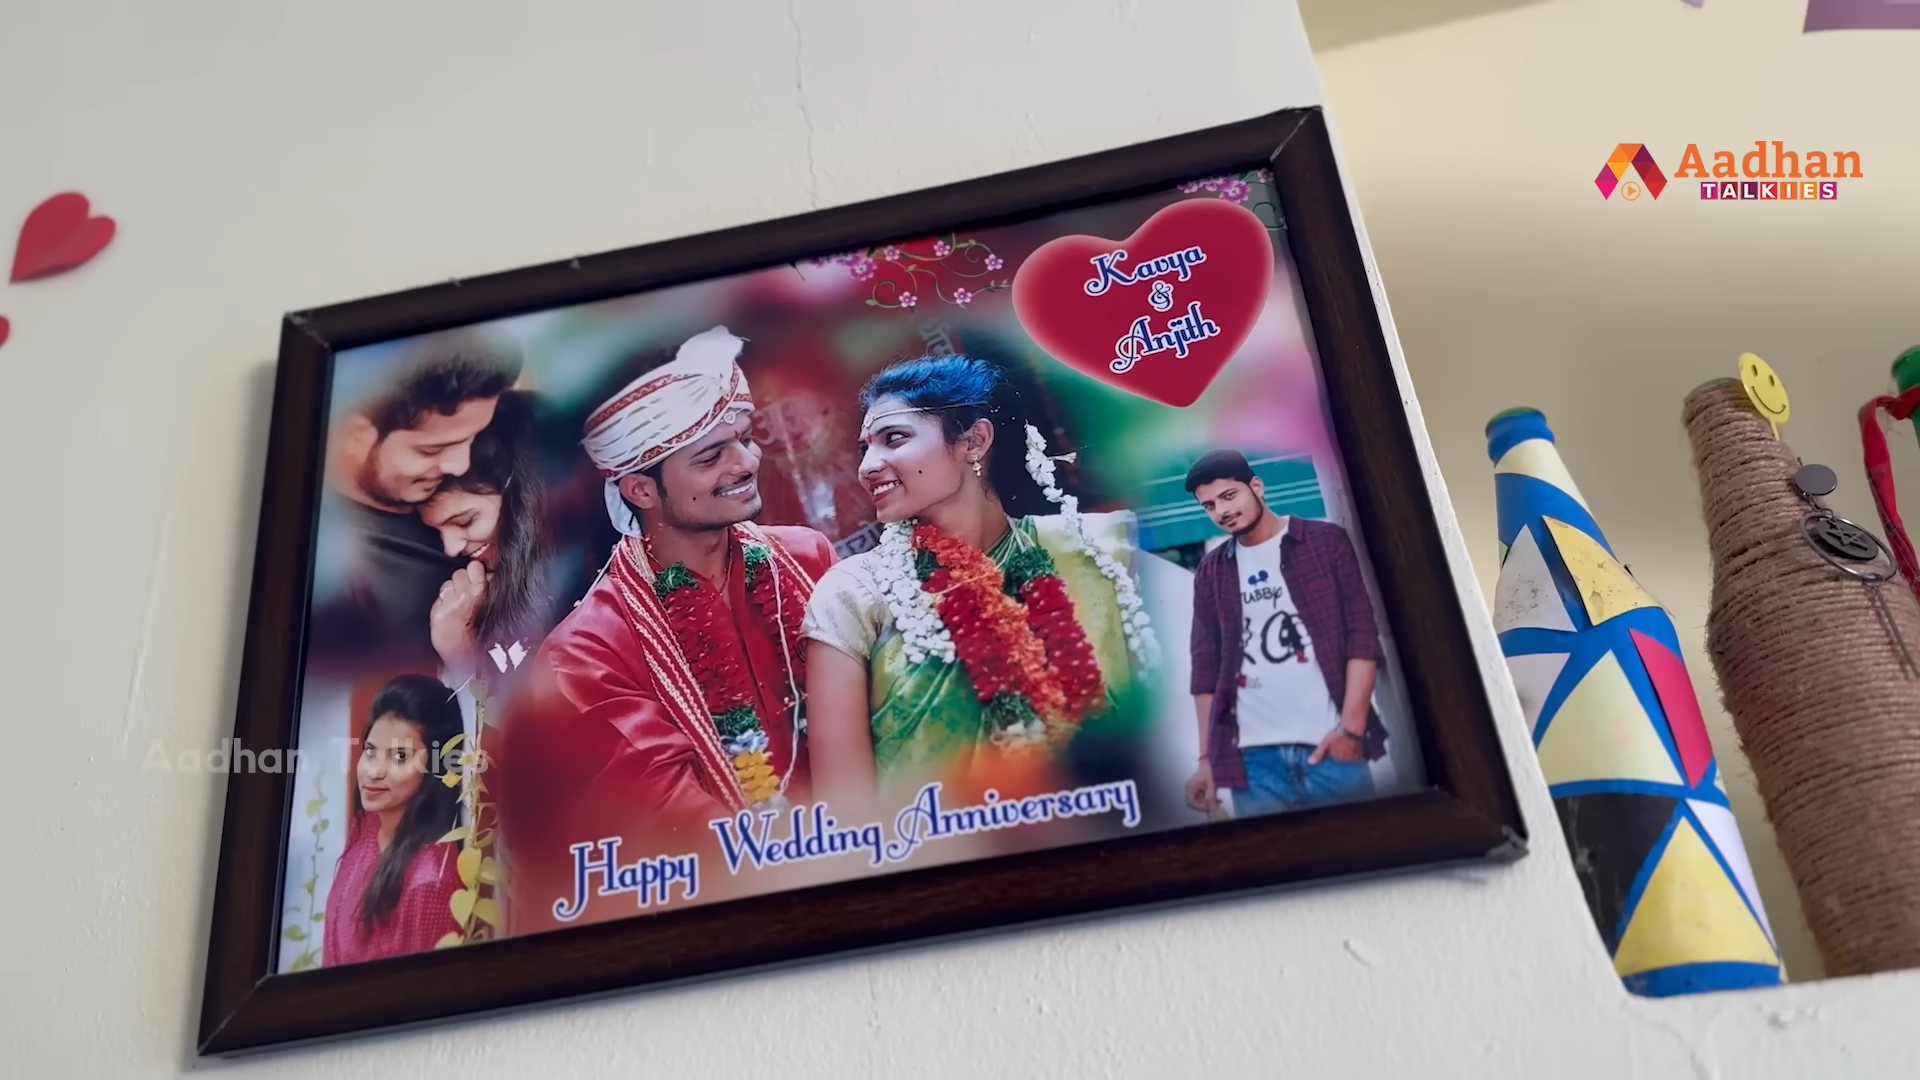 Aadhan
TALKIES
Kavya
&
Anjith
Aadhan Talkies
Happy Wedding Anniversary